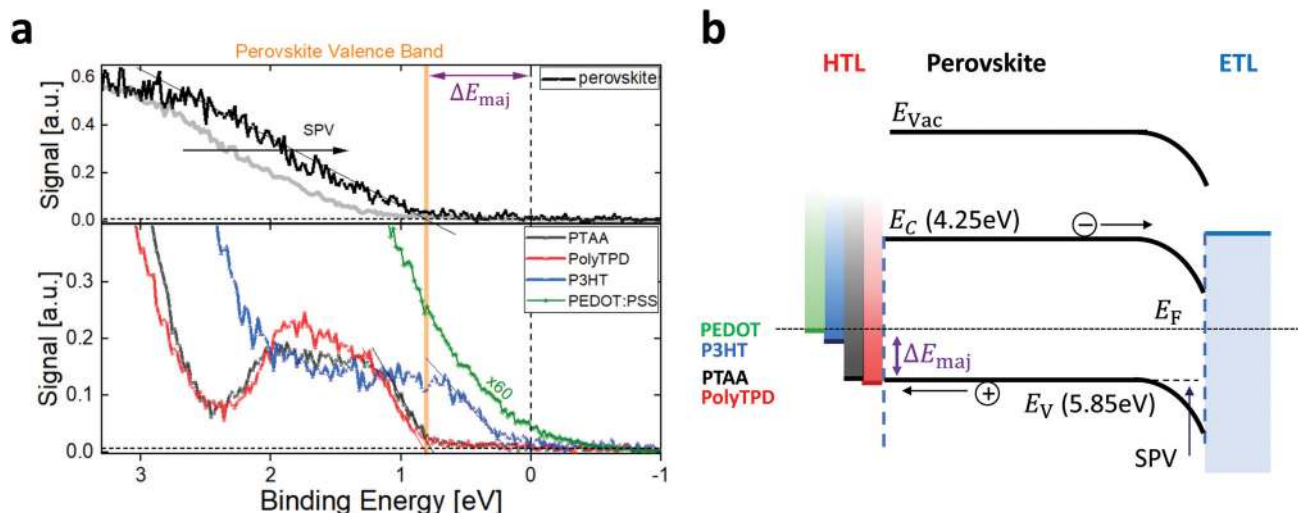 a
Perovskite Valence Band
0.6
0.4
0.2
0.0
Signal [a.u.]
SPV
ΔE_maj
perovskite
0.3
0.2
0.1
0.0
Signal [a.u.]
PTAA
PolyTPD
P3HT
PEDOT:PSS
x60
3 2 1 0 -1
Binding Energy [eV]
b
HTL Perovskite ETL
E_Vac
E_C (4.25eV)
−
E_F
PEDOT
P3HT
ΔE_maj
PTAA
PolyTPD
+
E_V (5.85eV)
SPV